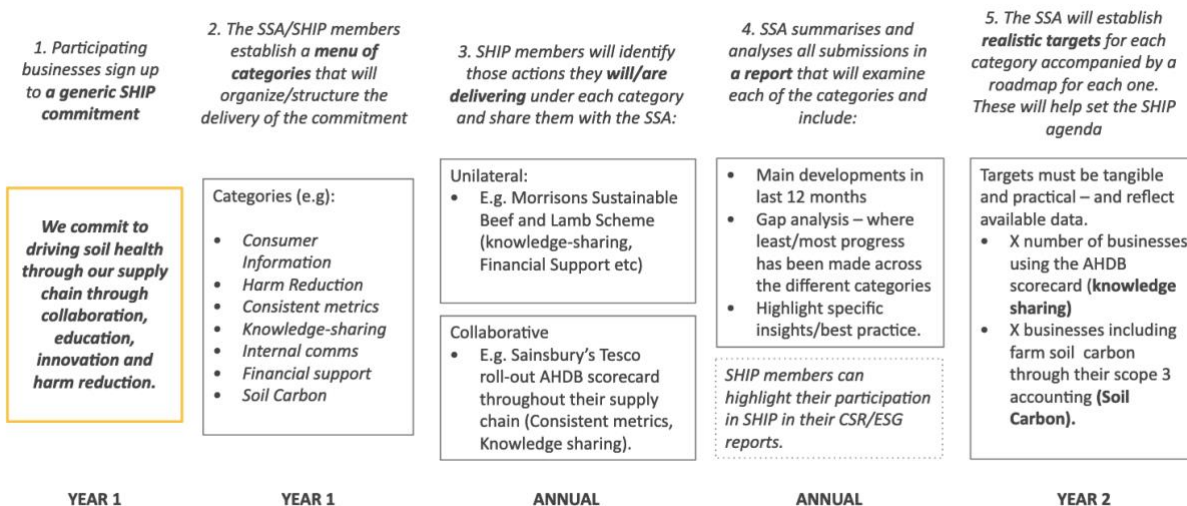 1. Participating
businesses sign up
to a generic SHIP
commitment
We commit to
driving soil health
through our supply
chain through
collaboration,
education,
innovation and
harm reduction.
YEAR 1
2. The SSA/SHIP members
establish a menu of
categories that will
organize/structure the
delivery of the commitment
Categories (e.g):
• Consumer
Information
• Harm Reduction
• Consistent metrics
• Knowledge-sharing
• Internal comms
• Financial support
• Soil Carbon
YEAR 1
3. SHIP members will identify
those actions they will/are
delivering under each category
and share them with the SSA:
Unilateral:
• E.g. Morrisons Sustainable
Beef and Lamb Scheme
(knowledge-sharing,
Financial Support etc)
Collaborative
• E.g. Sainsbury's Tesco
roll-out AHDB scorecard
throughout their supply
chain (Consistent metrics,
Knowledge sharing).
ANNUAL
4. SSA summarises and
analyses all submissions in
a report that will examine
each of the categories and
include:
• Main developments in
last 12 months
• Gap analysis – where
least/most progress
has been made across
the different categories
• Highlight specific
insights/best practice.
SHIP members can
highlight their participation
in SHIP in their CSR/ESG
reports.
ANNUAL
5. The SSA will establish
realistic targets for each
category accompanied by a
roadmap for each one.
These will help set the SHIP
agenda
Targets must be tangible
and practical – and reflect
available data.
• X number of businesses
using the AHDB
scorecard (knowledge
sharing)
• X businesses including
farm soil carbon
through their scope 3
accounting (Soil
Carbon).
YEAR 2